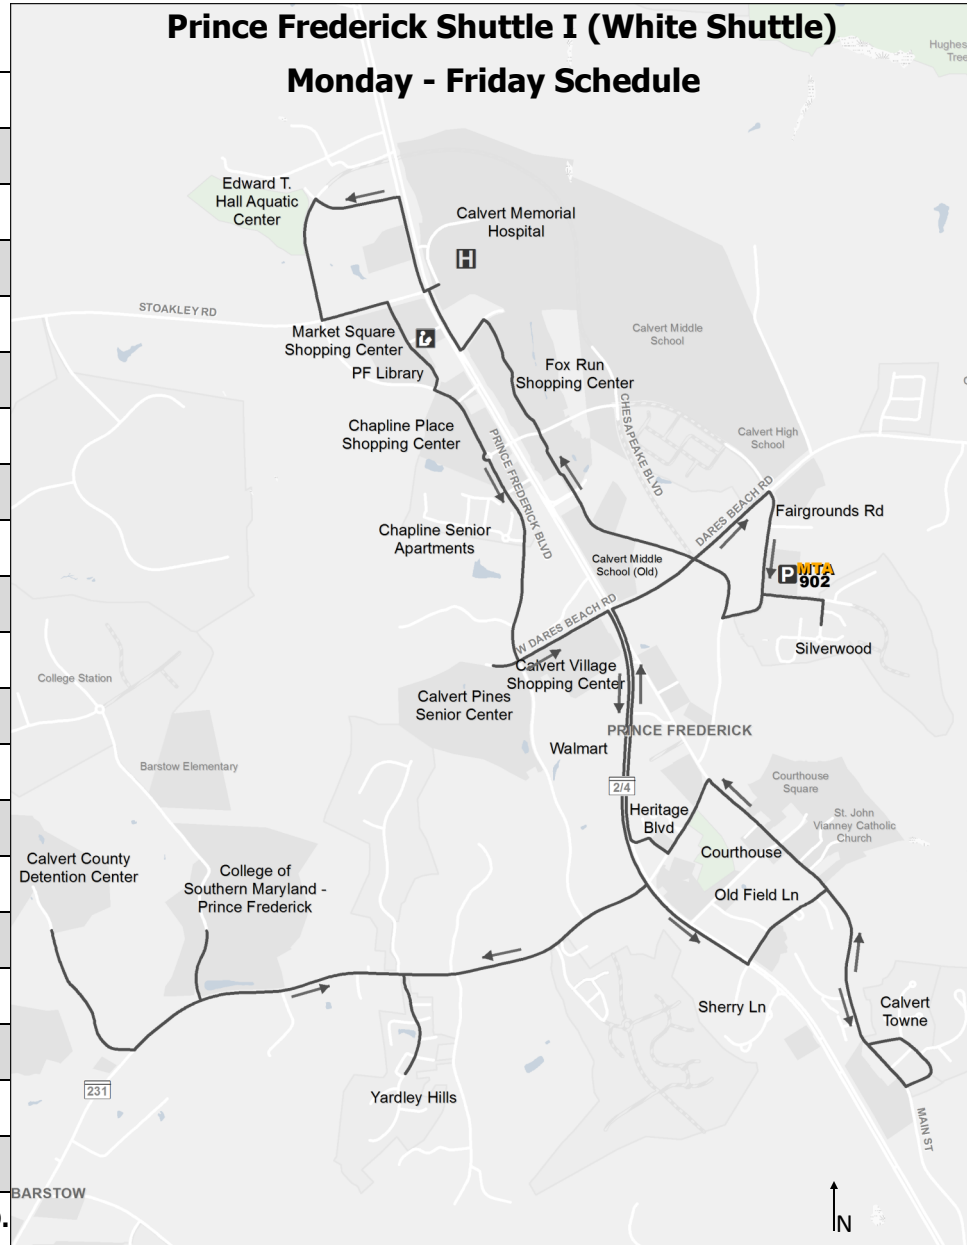 Prince Frederick Shuttle I (White Shuttle)
Monday - Friday Schedule
Hughes
Tree
Edward T.
Hall Aquatic
Center
Calvert Memorial
Hospital
H
STOAKLEY RD
Market Square
Shopping Center
PF Library
Calvert Middle
School
Fox Run
Shopping Center
CHESAPEAKE BLVD
Chapline Place
Shopping Center
PRINCE FREDERICK BLVD
Calvert High
School
DARES BEACH RD
Fairgrounds Rd
Chapline Senior
Apartments
Calvert Middle
School (Old)
P
MTA
902
W DARES BEACH RD
Silverwood
Calvert Village
Shopping Center
College Station
Calvert Pines
Senior Center
PRINCE FREDERICK
Walmart
Barstow Elementary
2/4
Courthouse
Square
Heritage
Blvd
St. John
Vianney Catholic
Church
Calvert County
Detention Center
College of
Southern Maryland -
Prince Frederick
Courthouse
Old Field Ln
Sherry Ln
Calvert
Towne
231
Yardley Hills
MAIN ST
BARSTOW
N